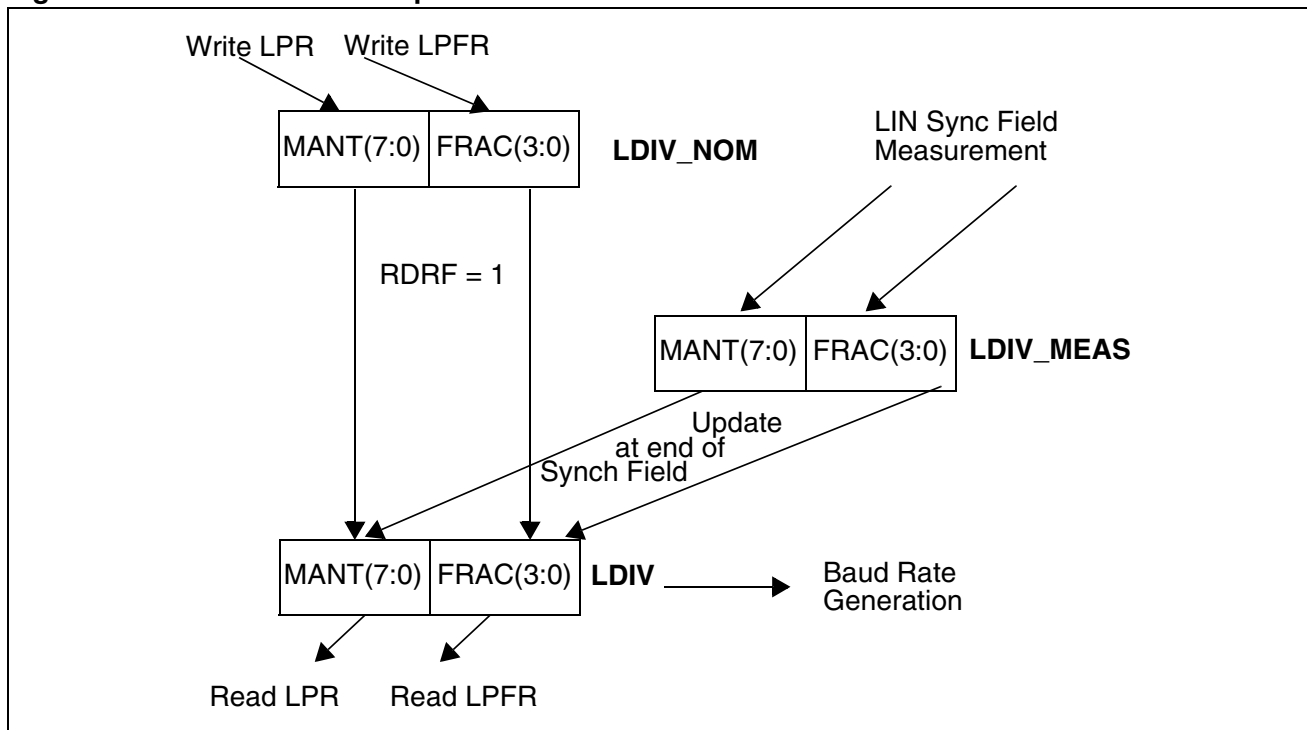 Write LPR Write LPFR
MANT(7:0) FRAC(3:0) LDIV_NOM
LIN Sync Field
Measurement
RDRF = 1
MANT(7:0) FRAC(3:0) LDIV_MEAS
Update
at end of
Synch Field
MANT(7:0) FRAC(3:0) LDIV
Baud Rate
Generation
Read LPR Read LPFR